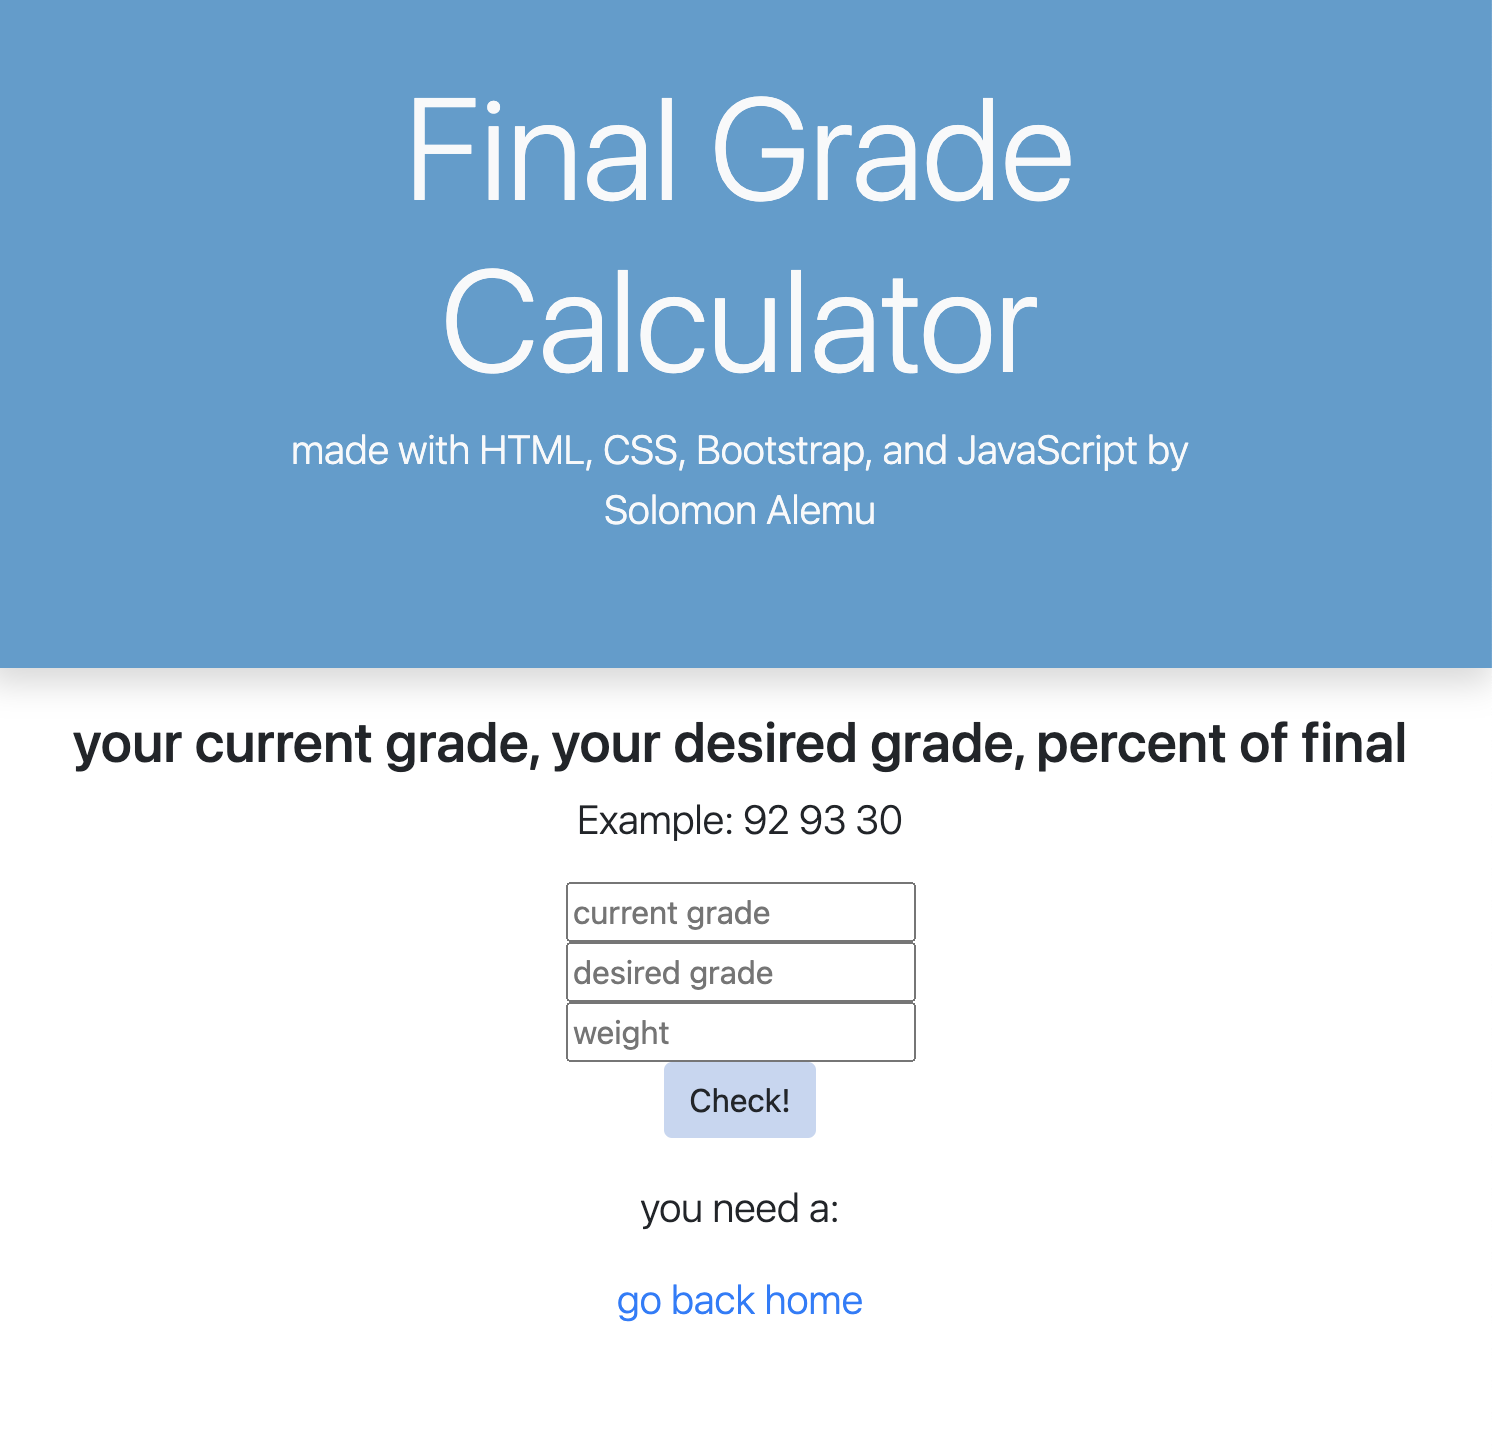 Final Grade
Calculator
made with HTML, CSS, Bootstrap, and JavaScript by
Solomon Alemu
your current grade, your desired grade, percent of final
Example: 92 93 30
current grade
desired grade
weight
Check!
you need a:
go back home